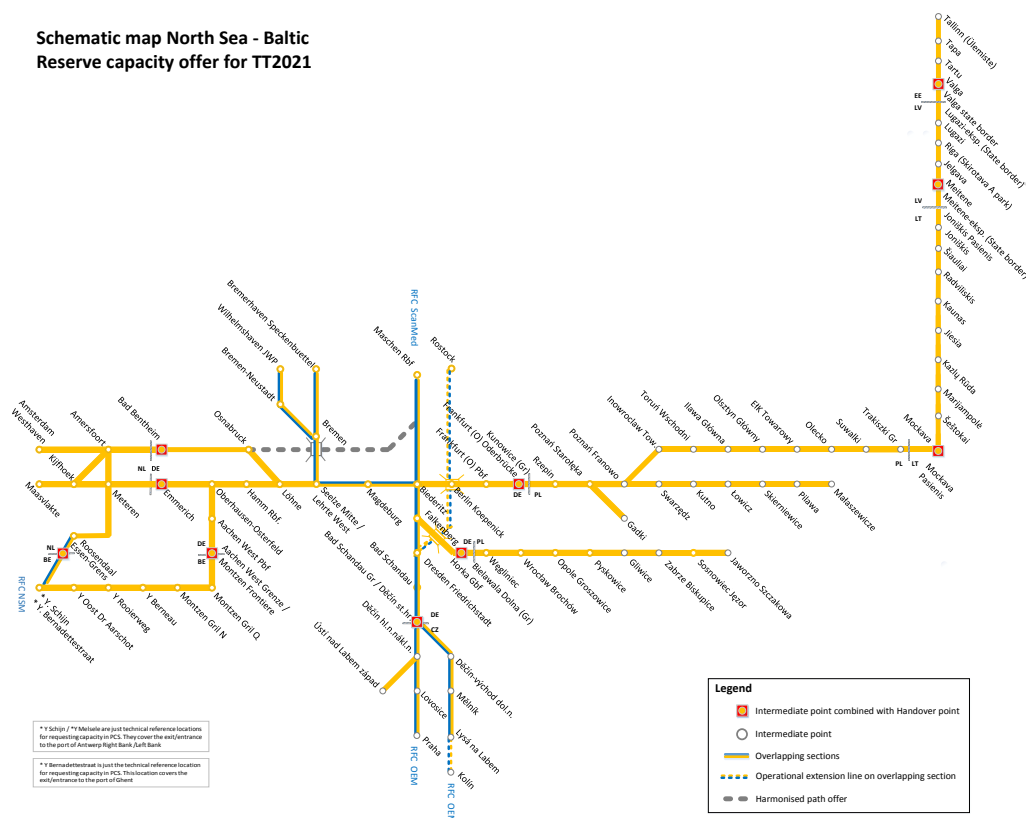 Schematic map North Sea - Baltic
Reserve capacity offer for TT2021
Tallinn (Ülemiste)
Tapa
Tartu
Valga
EE
LV
Valga state border
Lugazi-eksp. (State border)
Lugazi
Riga (Skirotava A park)
Jelgava
Meitene
LV
LT
Meitene-eksp. (State border)
Joniškis Pasienis
Joniškis
Šiauliai
Radviliškis
Kaunas
Jiesia
Kazlų Rūda
Marijampolė
Šeštokai
Mockava
Mockava
Pasienis
PL
LT
Trakiszki Gr
Suwałki
Olecko
Ełk Towarowy
Olsztyn Główny
Iława Główna
Toruń Wschodni
Inowrocław Tow.
Poznań Franowo
Poznań Starołęka
Rzepin
Kunowice (Gr)
Frankfurt (O) Oderbrücke
Frankfurt (O) Pbf
DE
PL
Swarzędz
Kutno
Łowicz
Skierniewice
Pilawa
Małaszewicze
Gadki
RFC ScanMed
Rostock
Maschen Rbf
Bremerhaven Speckenbuettel
Wilhelmshaven JWP
Bremen-Neustadt
Bremen
Osnabruck
Bad Bentheim
Amersfoort
Amsterdam
Westhaven
Kijfhoek
NL
DE
Maasvlakte
Meteren
Emmerich
Oberhausen-Osterfeld
Hamm Rbf.
Löhne
Seelze Mitte /
Lehrte West
Magdeburg
Biederitz
Berlin Koepenick
Falkenberg
Roosendaal
Essen-Grens
NL
BE
DE
BE
Aachen West Pbf
Aachen West Grenze /
Montzen Frontiere
RFC NSM
* Y. Schijn
* Y. Bernadettestraat
Y Oost Dr Aarschot
Y Rooierweg
Y Berneau
Montzen Gril N
Montzen Gril Q
Bad Schandau
Bad Schandau Gr / Děčín st.hr.
Dresden Friedrichstadt
Horka Gbf
DE
PL
Bielawa Dolna (Gr)
Węgliniec
Wrocław Brochów
Opole Groszowice
Pyskowice
Gliwice
Zabrze Biskupice
Sosnowiec Jęzor
Jaworzno Szczakowa
DE
CZ
Děčín hl.n.nákl.n.
Ústí nad Labem západ
Děčín-východ dol.n.
Lovosice
Mělník
Praha
Lysá na Labem
Kolín
RFC OEM
RFC OEM
* Y Schijn / *Y Melsele are just technical reference locations
for requesting capacity in PCS. They cover the exit/entrance
to the port of Antwerp Right Bank /Left Bank
* Y Bernadettestraat is just the technical reference location
for requesting capacity in PCS. This location covers the
exit/entrance to the port of Ghent
Legend
Intermediate point combined with Handover point
Intermediate point
Overlapping sections
Operational extension line on overlapping section
Harmonised path offer